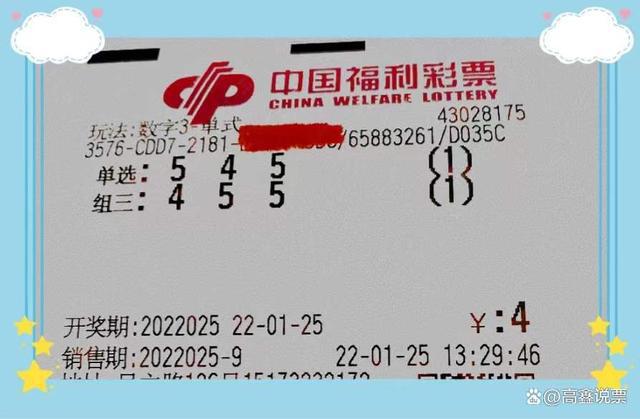 中国福利彩票
CHINA WELFARE LOTTERY
玩法:数字3-单式 43028175
3576-CDD7-2181- /65883261/D035C
单选: 5 4 5 (1)
组三: 4 5 5 (1)
开奖期:2022025 22-01-25 ¥:4
销售期:2022025-9 22-01-25 13:29:46
高鑫说票